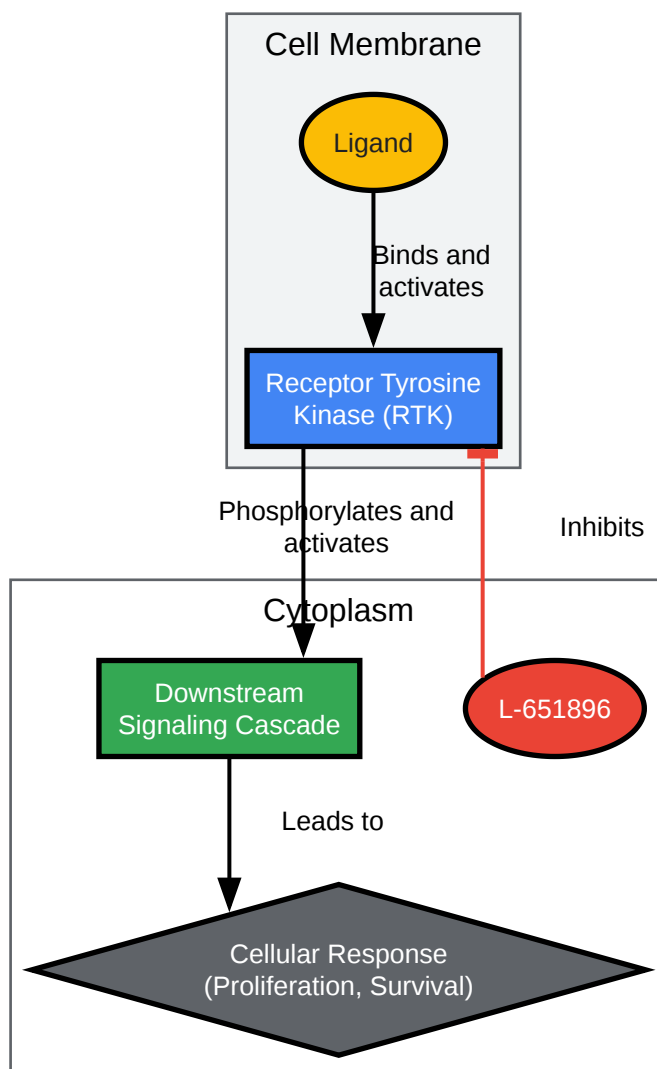 Cell Membrane
Ligand
Binds and
activates
Receptor Tyrosine
Kinase (RTK)
Phosphorylates and
activates
Inhibits
Cytoplasm
Downstream
Signaling Cascade
L-651896
Leads to
Cellular Response
(Proliferation, Survival)